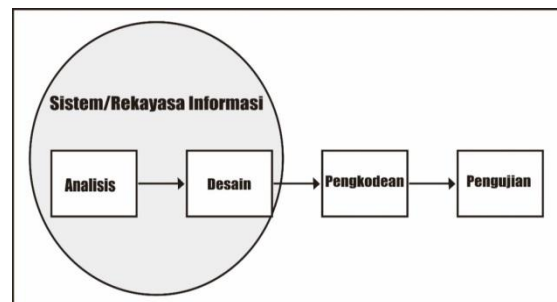 Sistem/Rekayasa Informasi
Analisis
Desain
Pengkodean
Pengujian